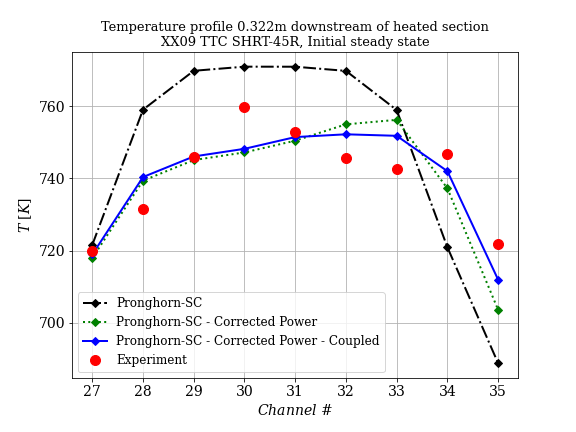 Temperature profile 0.322m downstream of heated section
XX09 TTC SHRT-45R, Initial steady state
T [K]
760
740
720
700
Pronghorn-SC
Pronghorn-SC - Corrected Power
Pronghorn-SC - Corrected Power - Coupled
Experiment
27 28 29 30 31 32 33 34 35
Channel #